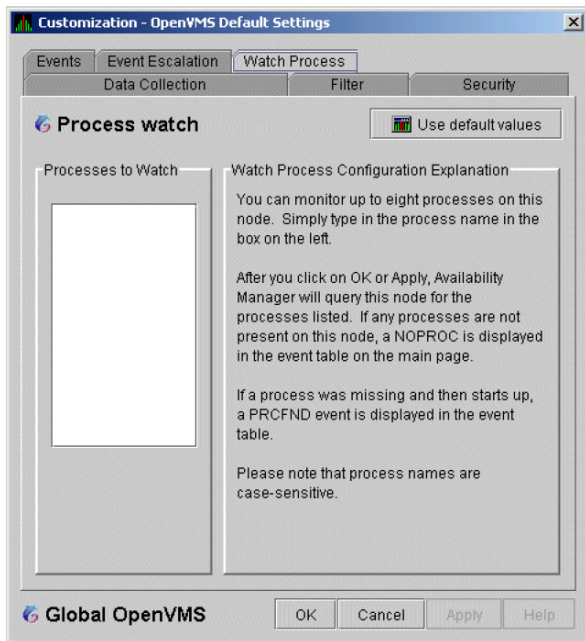 Customization - OpenVMS Default Settings
Events Event Escalation Watch Process
Data Collection Filter Security
Process watch
Use default values
Processes to Watch
Watch Process Configuration Explanation
You can monitor up to eight processes on this
node. Simply type in the process name in the
box on the left.
After you click on OK or Apply, Availability
Manager will query this node for the
processes listed. If any processes are not
present on this node, a NOPROC is displayed
in the event table on the main page.
If a process was missing and then starts up,
a PRCFND event is displayed in the event
table.
Please note that process names are
case-sensitive.
Global OpenVMS
OK Cancel Apply Help